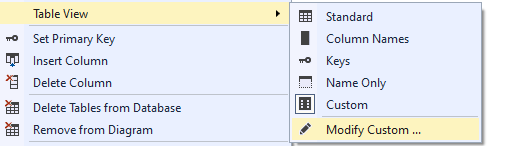 Table View
Set Primary Key
Insert Column
Delete Column
Delete Tables from Database
Remove from Diagram
Standard
Column Names
Keys
Name Only
Custom
Modify Custom ...